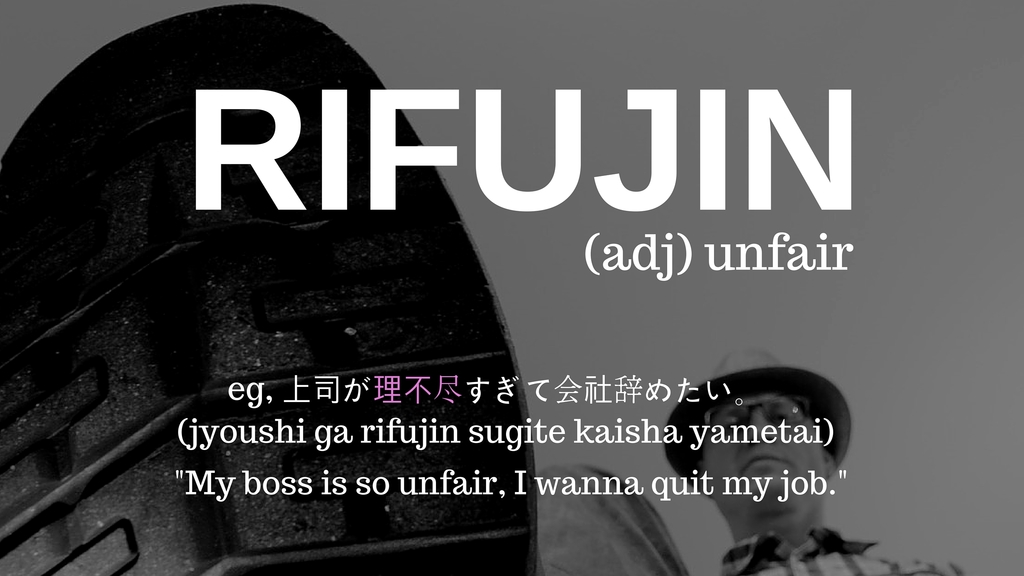 RIFUJIN
(adj) unfair
eg, 上司が理不尽すぎて会社辞めたい。
(jyoushi ga rifujin sugite kaisha yametai)
"My boss is so unfair, I wanna quit my job."